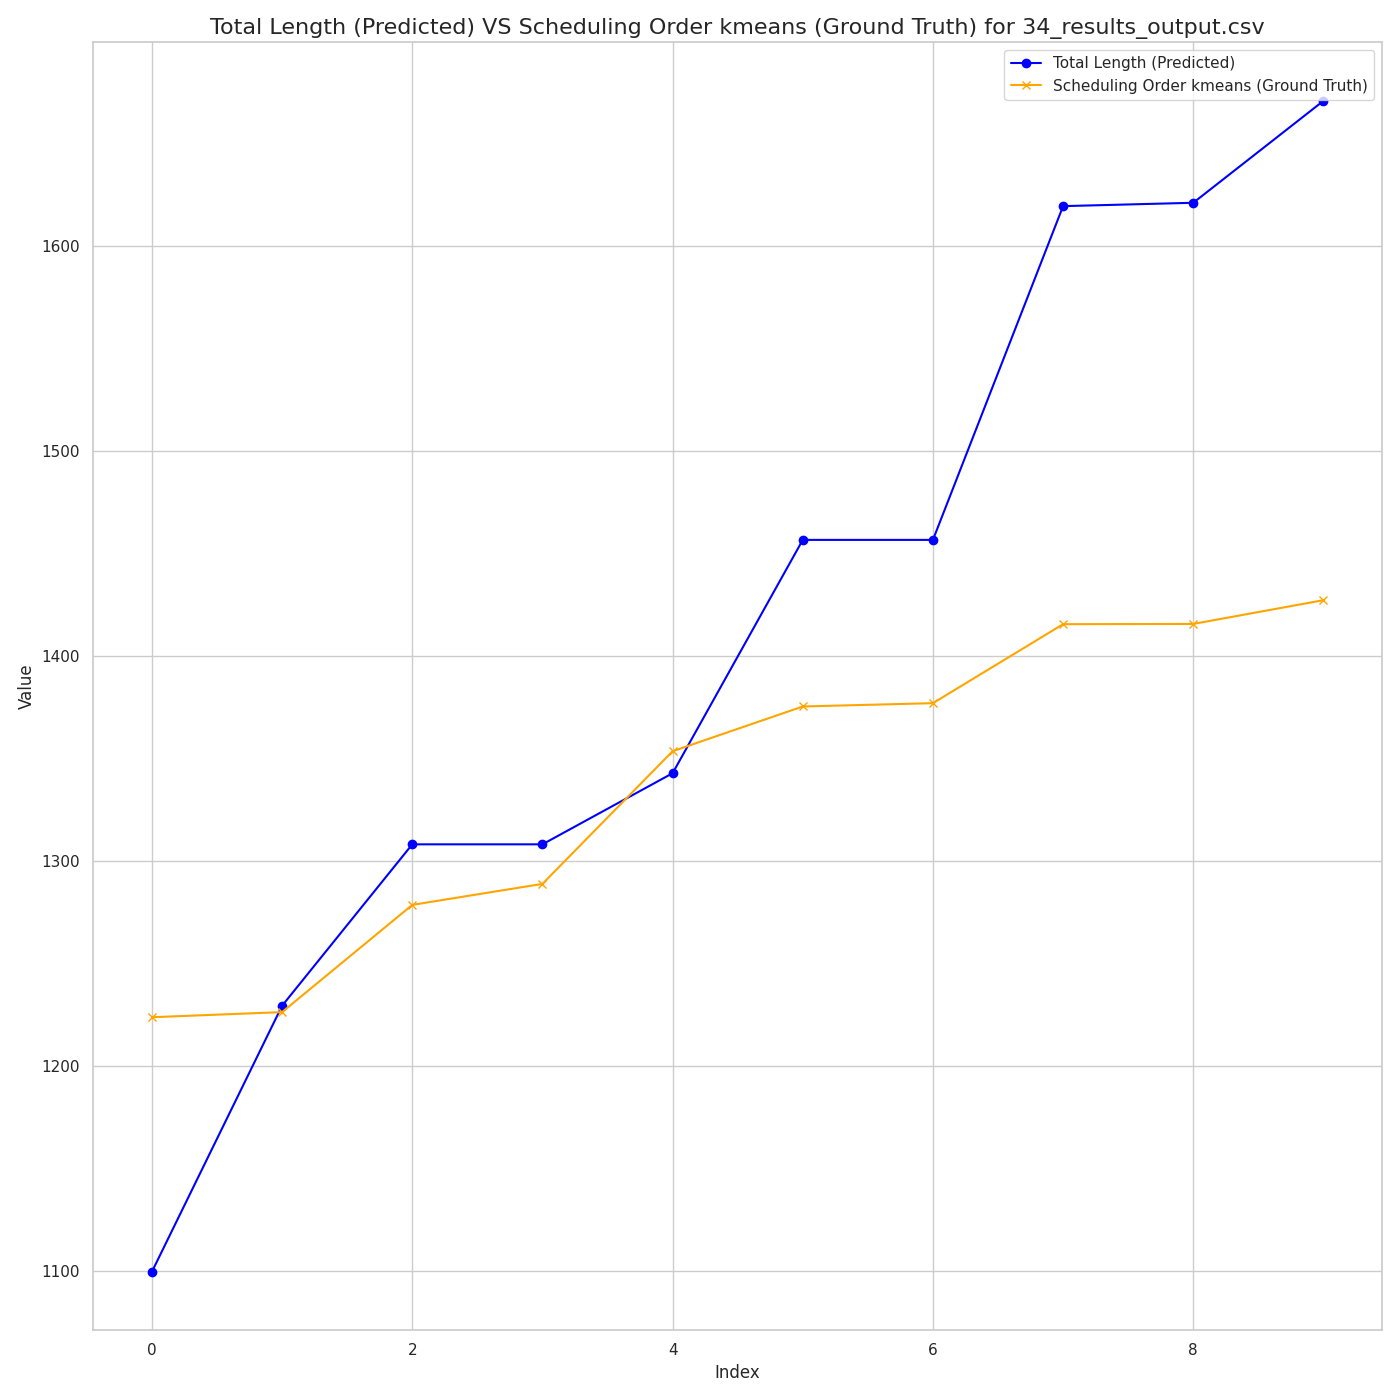 Total Length (Predicted) VS Scheduling Order kmeans (Ground Truth) for 34_results_output.csv
Total Length (Predicted)
Scheduling Order kmeans (Ground Truth)
1600
1500
1400
1300
1200
1100
Value
0 2 4 6 8
Index